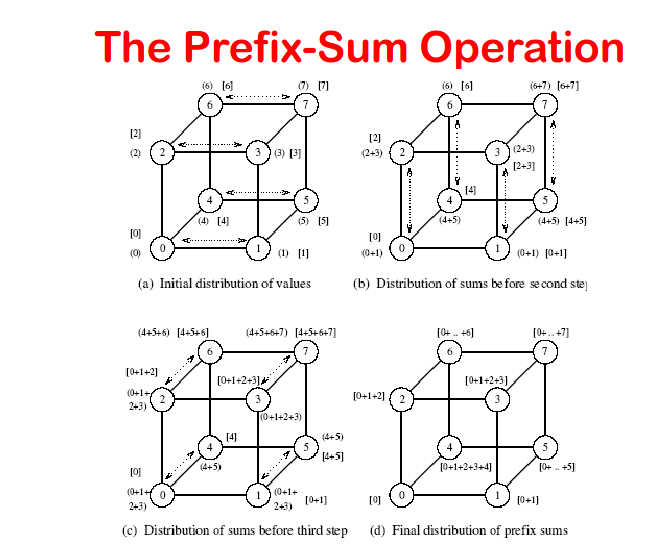 The Prefix-Sum Operation
(6) [6] (7) [7] (6) [6] (6+7) [6+7]
6 7 6 7
[2] [2]
(2) 2 3 (3) [3] (2+3) 2 3 (2+3)
[2+3]
4 5 4 [4] 5
(4) [4] (5) [5] (4+5) (4+5) [4+5]
[0] [0]
(0) 0 1 (1) [1] (0+1) 0 1 (0+1) [0+1]
(a) Initial distribution of values (b) Distribution of sums before second step
(4+5+6) [4+5+6] (4+5+6+7) [4+5+6+7] [0+ .. +6] [0+ .. +7]
6 7 6 7
[0+1+2] [0+1+2+3] [0+1+2+3]
(0+1+ 2 3 [0+1+2] 2 3
2+3) (0+1+2+3)
4 [4] 5 (4+5) 4 5
(4+5) [4+5] [0+1+2+3+4] [0+ .. +5]
[0]
(0+1+ 0 1 (0+1+ [0+1] [0] 0 1 [0+1]
2+3) 2+3)
(c) Distribution of sums before third step (d) Final distribution of prefix sums